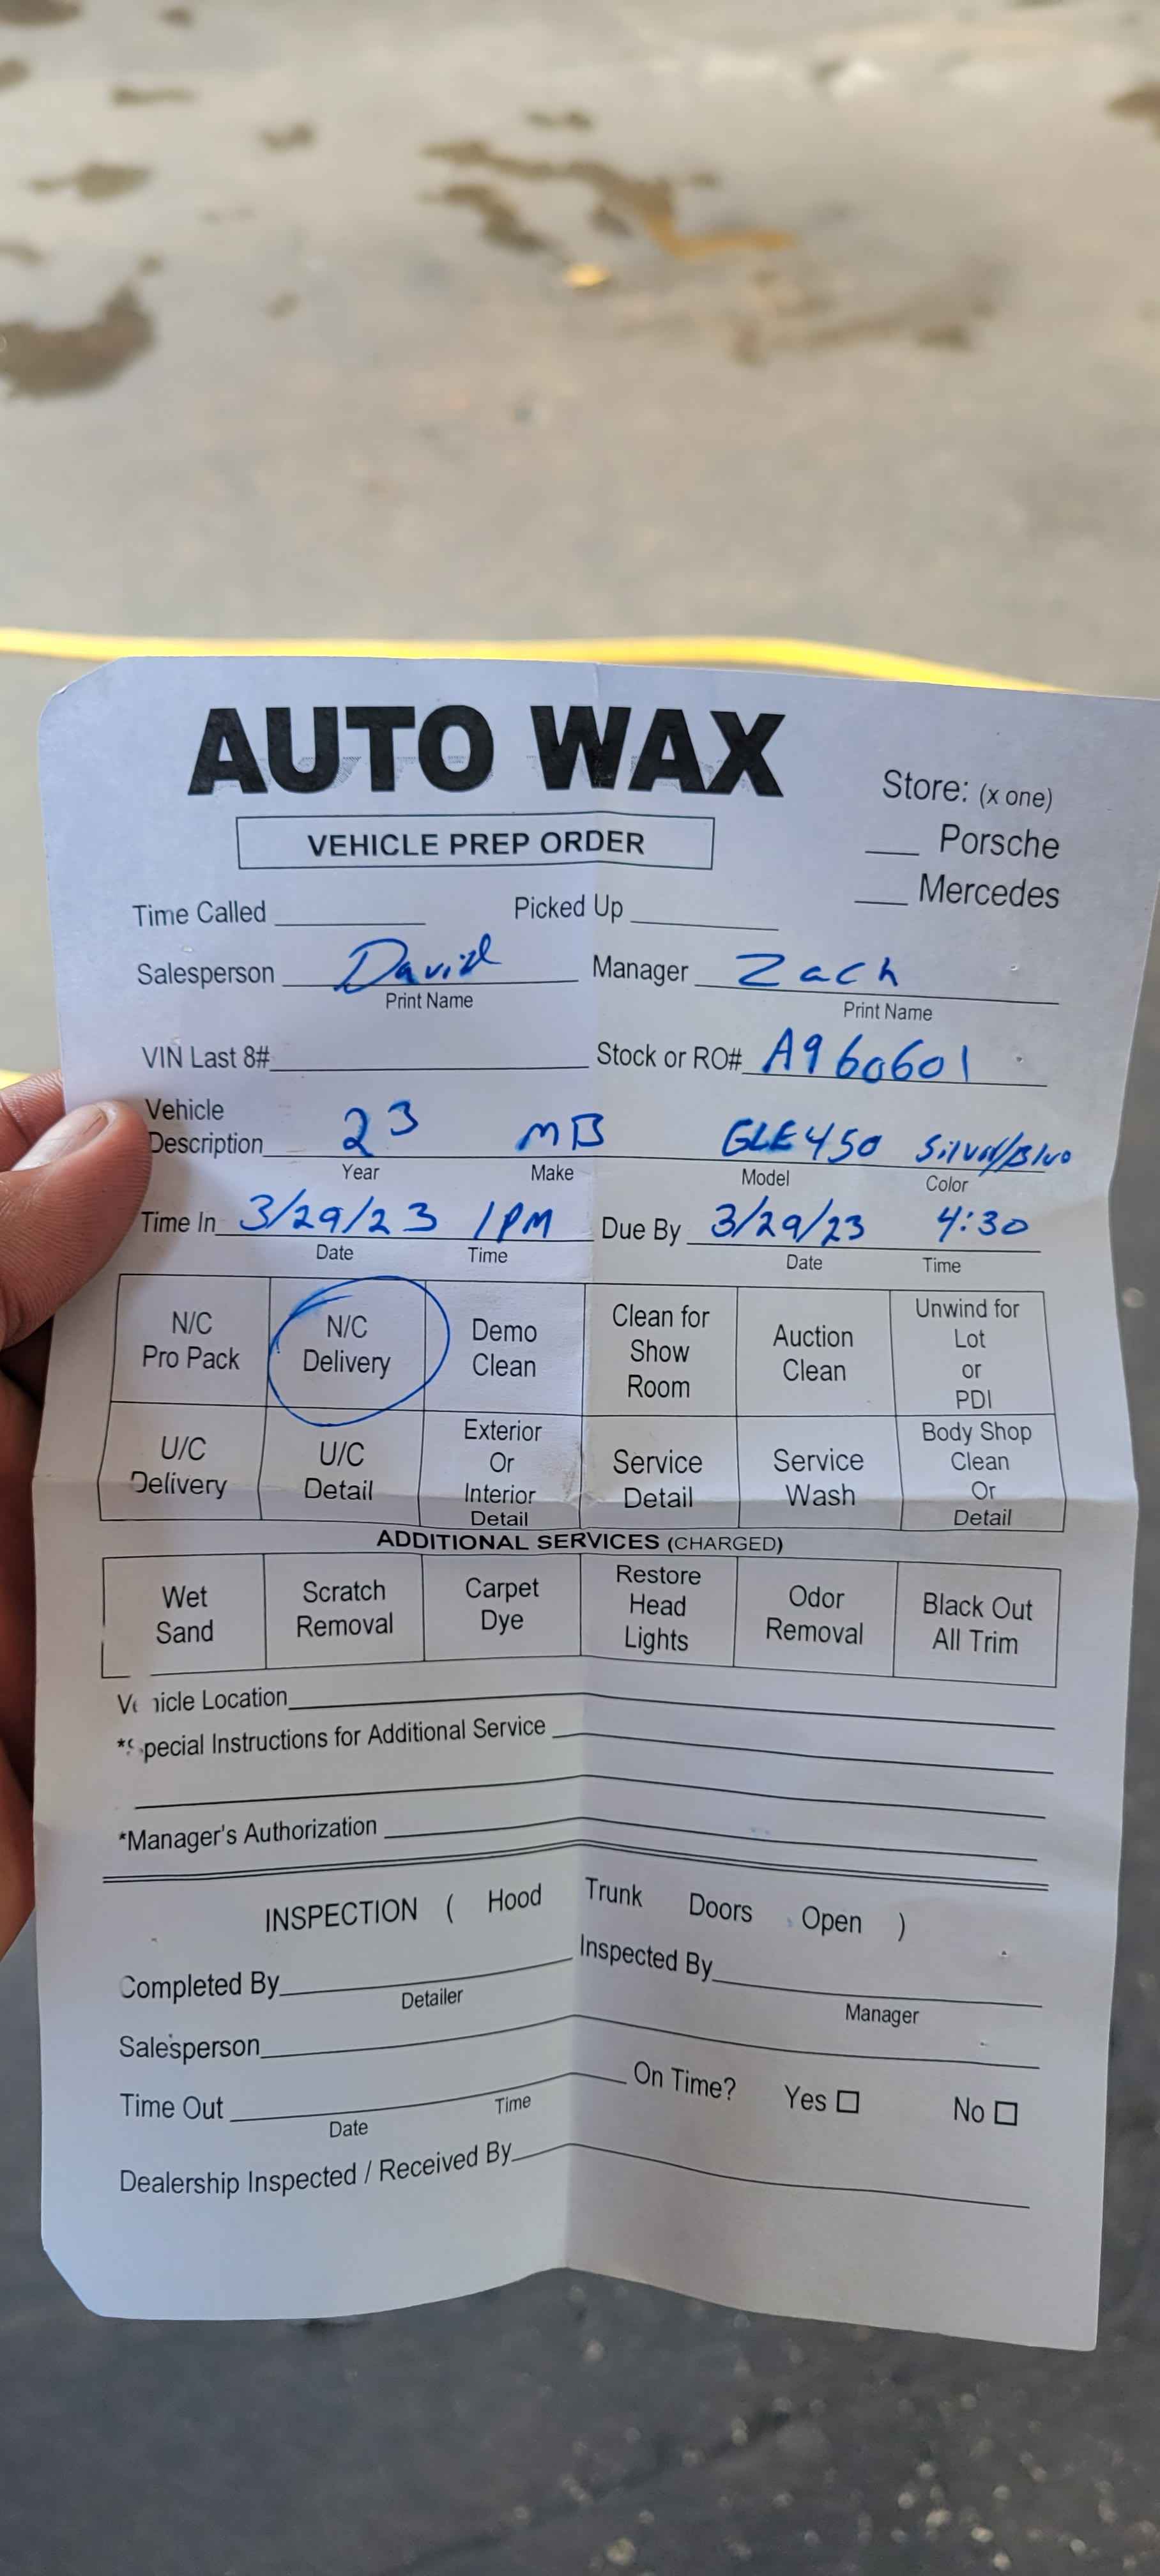 AUTO WAX
Store: (x one)
VEHICLE PREP ORDER
Porsche
Mercedes
Time Called Picked Up
Salesperson David Manager Zach
Print Name Print Name
VIN Last 8# Stock or RO# A960601
Vehicle
Description 23 MB GLE450 Silver/Blue
Year Make Model Color
Time In 3/29/23 1PM Due By 3/29/23 4:30
Date Time Date Time
N/C
Pro Pack
N/C
Delivery
Demo
Clean
Clean for
Show
Room
Auction
Clean
Unwind for
Lot
or
PDI
U/C
Delivery
U/C
Detail
Exterior
Or
Interior
Detail
Service
Detail
Service
Wash
Body Shop
Clean
Or
Detail
ADDITIONAL SERVICES (CHARGED)
Wet
Sand
Scratch
Removal
Carpet
Dye
Restore
Head
Lights
Odor
Removal
Black Out
All Trim
Vehicle Location
*Special Instructions for Additional Service
*Manager's Authorization
INSPECTION ( Hood Trunk Doors Open )
Completed By Inspected By
Detailer Manager
Salesperson
Time Out On Time? Yes No
Date Time
Dealership Inspected / Received By